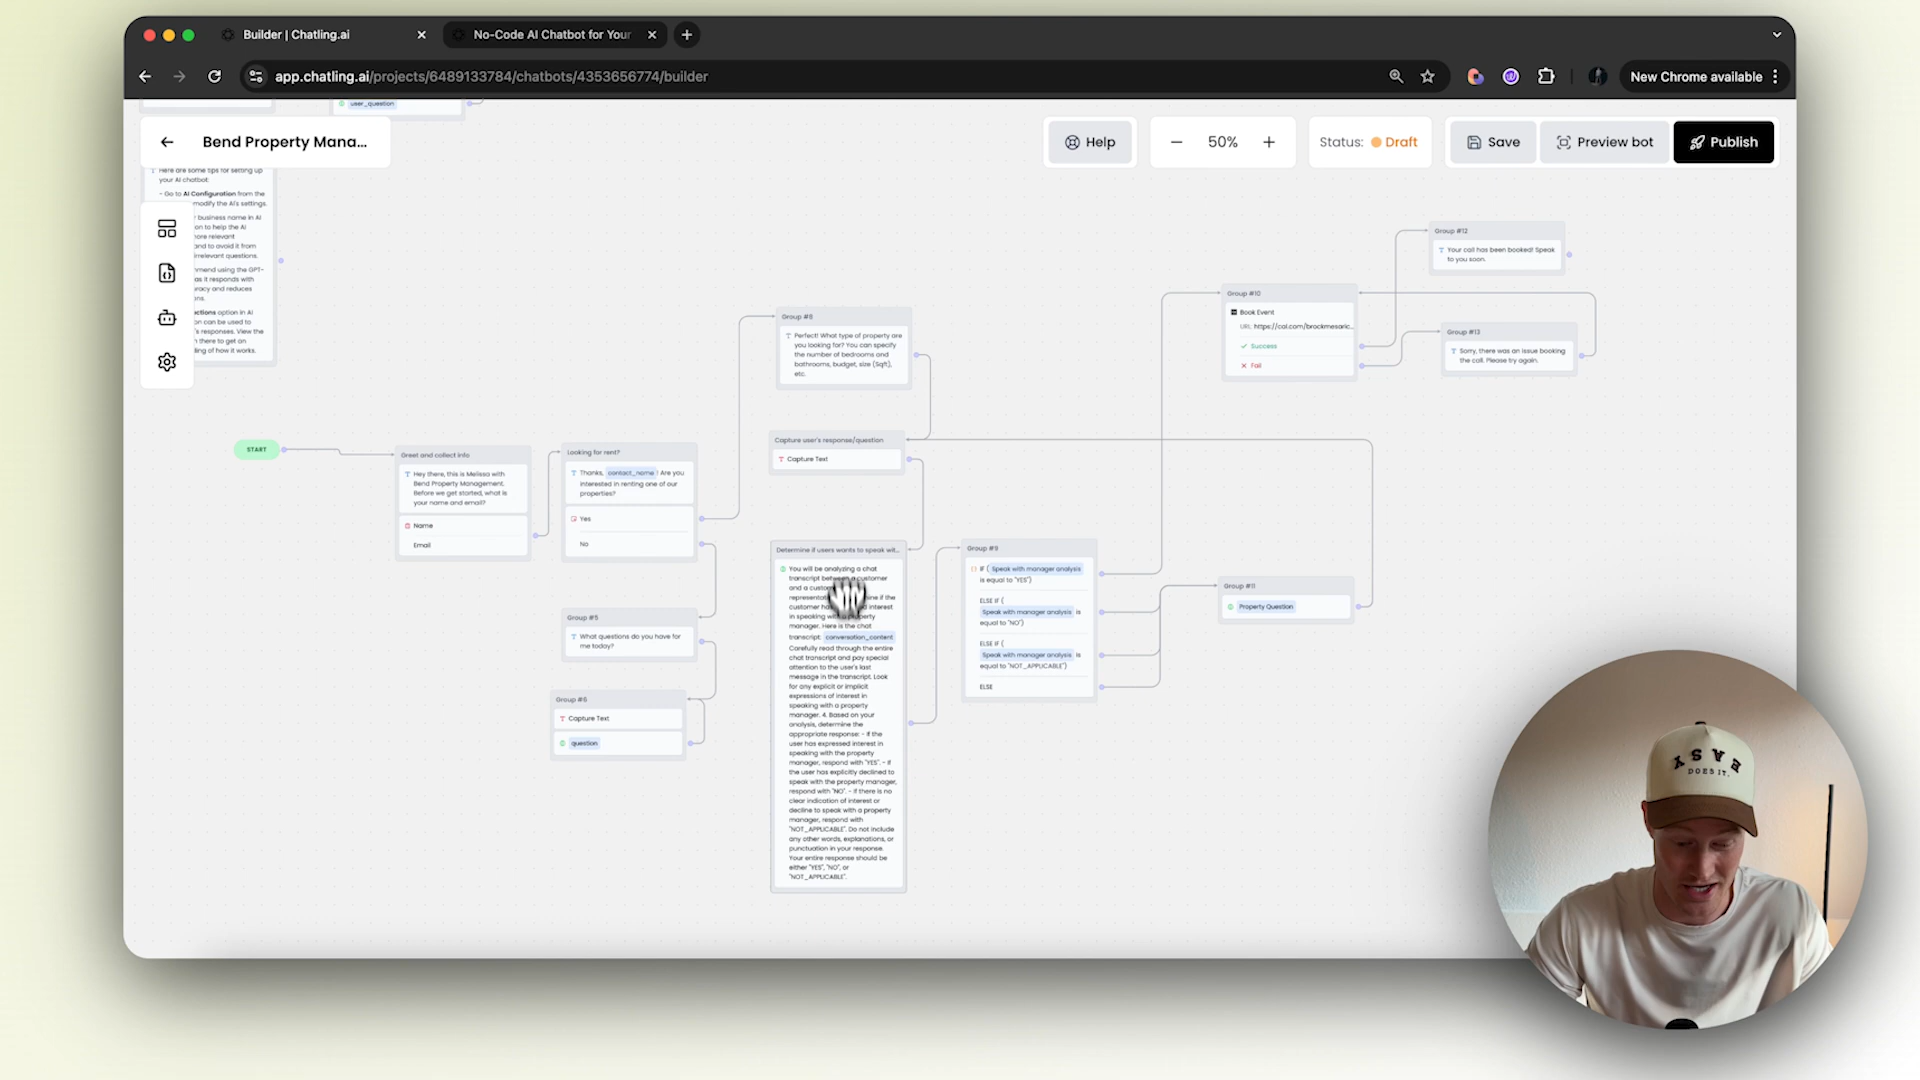 Builder | Chatling.ai
No-Code AI Chatbot for Your
app.chatling.ai/projects/6489133784/chatbots/4353656774/builder
New Chrome available
user_question
Bend Property Mana...
Help
50%
Status: Draft
Save
Preview bot
Publish
Here are some tips for setting up
your AI chatbot:
- Go to AI Configuration from the
modify the AI's settings.
business name in AI
on to help the AI
more relevant
and to avoid it from
irrelevant questions.
mmend using the GPT-
as it responds with
racy and reduces
ns.
ctions option in AI
on can be used to
's responses. View the
there to get an
ling of how it works.
START
Greet and collect info
Hey there, this is Melissa with
Bend Property Management.
Before we get started, what is
your name and email?
Name
Email
Looking for rent?
Thanks, contact_name ! Are you
interested in renting one of our
properties?
Yes
No
Group #5
What questions do you have for
me today?
Group #6
Capture Text
question
Group #8
Perfect! What type of property are
you looking for? You can specify
the number of bedrooms and
bathrooms, budget, size (Sqft),
etc.
Capture user's response/question
Capture Text
Determine if users wants to speak wit...
You will be analyzing a chat
transcript between a customer
and a custom
representati ine if the
customer has d interest
in speaking with a property
manager. Here is the chat
transcript: conversation_content
Carefully read through the entire
chat transcript and pay special
attention to the user's last
message in the transcript. Look
for any explicit or implicit
expressions of interest in
speaking with a property
manager. 4. Based on your
analysis, determine the
appropriate response: - If the
user has expressed interest in
speaking with the property
manager, respond with "YES". - If
the user has explicitly declined to
speak with the property manager,
respond with "NO". - If there is no
clear indication of interest or
decline to speak with a property
manager, respond with
"NOT_APPLICABLE". Do not include
any other words, explanations, or
punctuation in your response.
Your entire response should be
either "YES", "NO", or
"NOT_APPLICABLE".
Group #9
IF ( Speak with manager analysis
is equal to "YES")
ELSE IF (
Speak with manager analysis is
equal to "NO")
ELSE IF (
Speak with manager analysis is
equal to "NOT_APPLICABLE")
ELSE
Group #10
Book Event
URL: https://cal.com/brockmesaric...
Success
Fail
Group #11
Property Question
Group #12
Your call has been booked! Speak
to you soon.
Group #13
Sorry, there was an issue booking
the call. Please try again.
EASY
DOES IT.